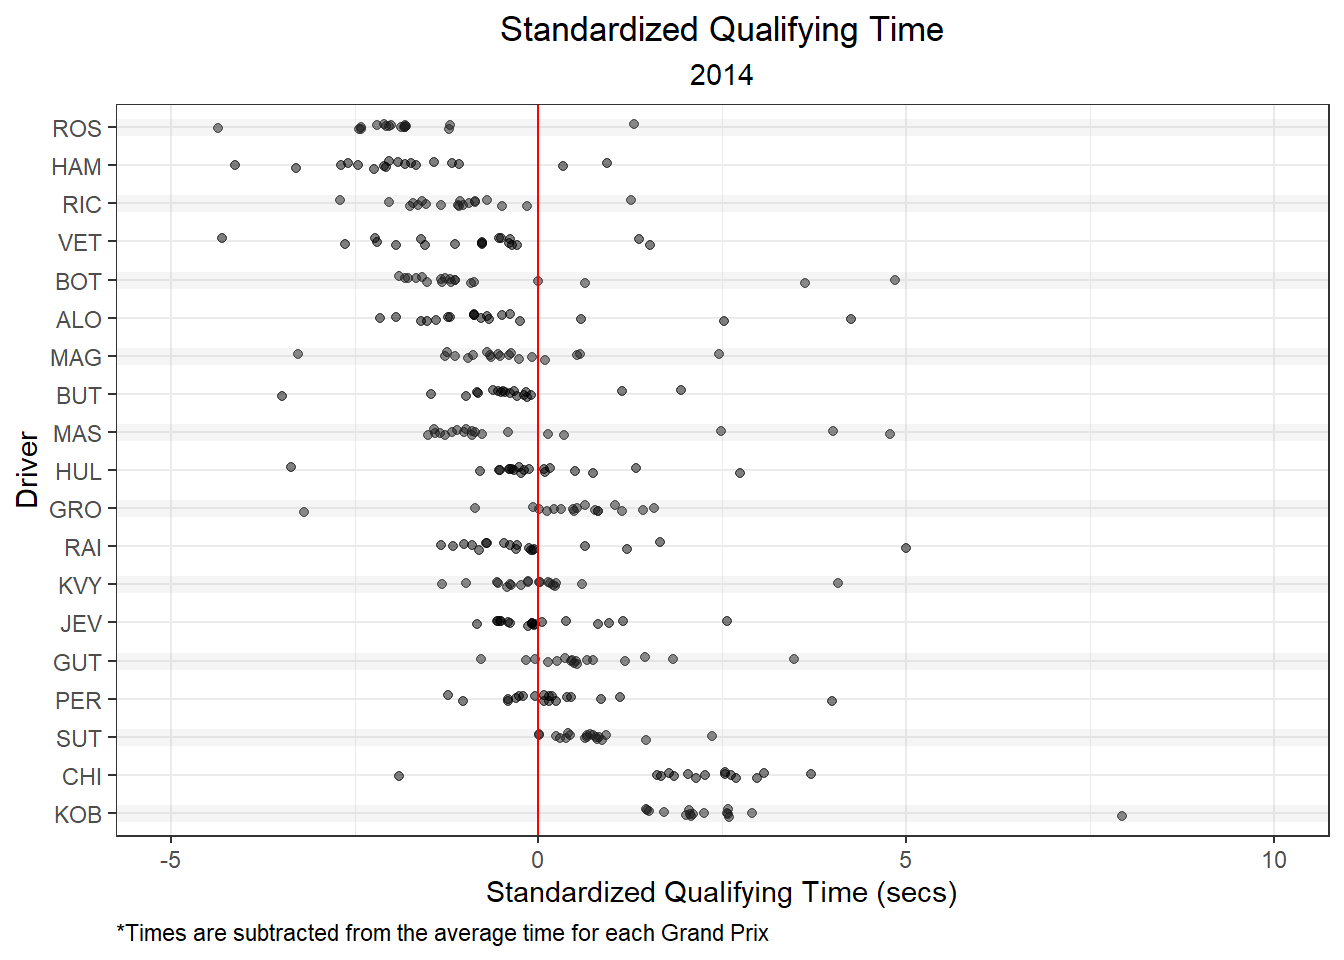 Standardized Qualifying Time
2014
Driver
ROS
HAM
RIC
VET
BOT
ALO
MAG
BUT
MAS
HUL
GRO
RAI
KVY
JEV
GUT
PER
SUT
CHI
KOB
-5 0 5 10
Standardized Qualifying Time (secs)
*Times are subtracted from the average time for each Grand Prix